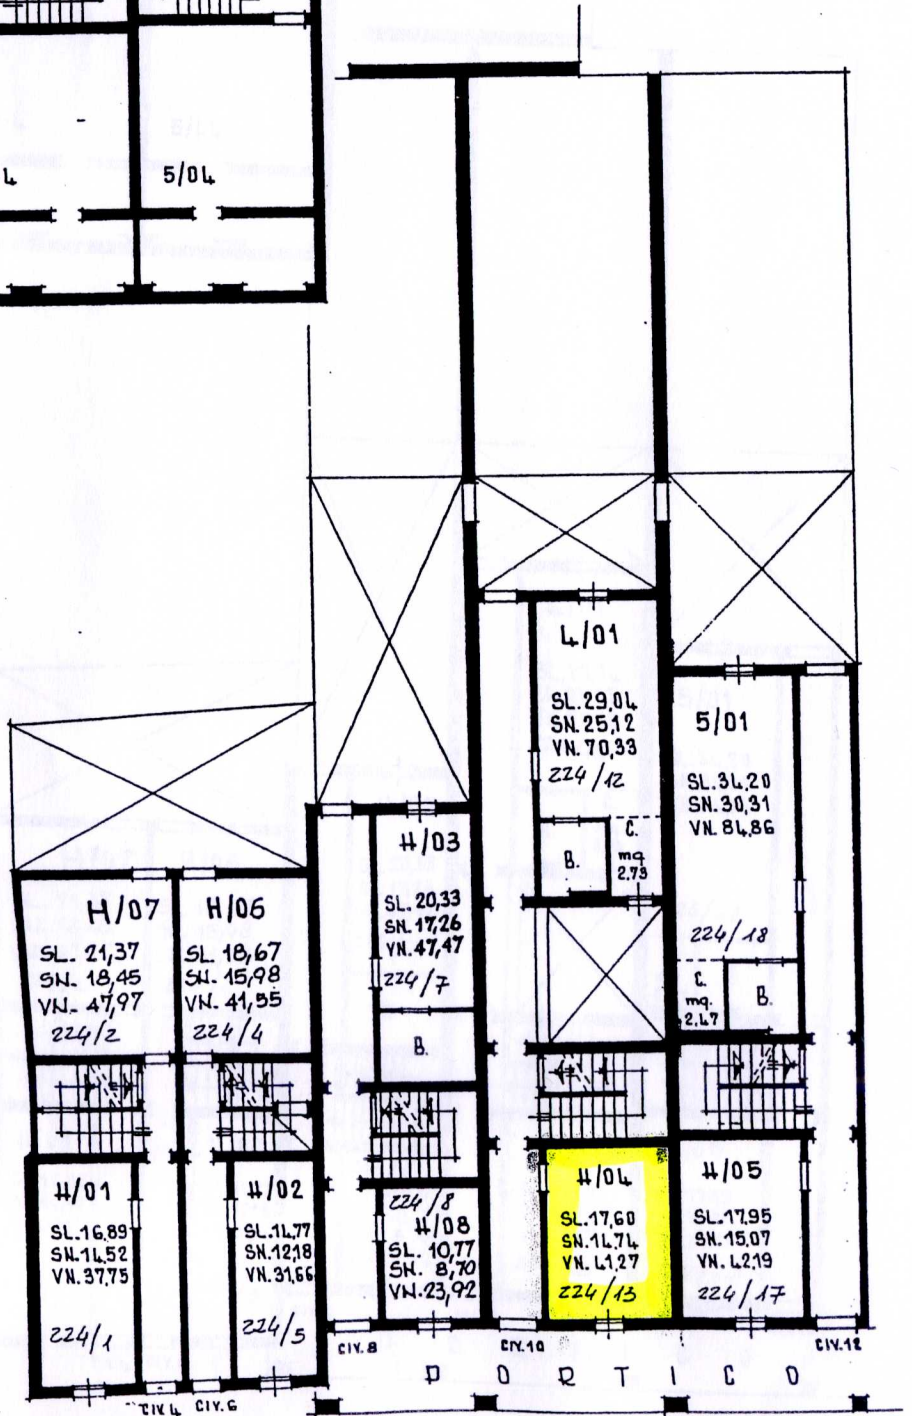 4
5/04
4/01
SL.29,04
SN.25,12
VN.70,33
224/12
B.
C.
mq
2.73
5/01
SL.34,20
SN.30,31
VN.84,86
224/18
C.
mq.
2,47
B.
H/03
SL.20,33
SN.17,26
VN.47,47
224/7
B.
H/07
SL.21,37
SN.18,45
VN.47,97
224/2
H/06
SL.18,67
SN.15,98
VN.41,55
224/4
H/01
SL.16,89
SN.14,52
VN.37,75
224/1
H/02
SL.14,77
SN.12,18
VN.31,66
224/5
224/8
H/08
SL.10,77
SN.8,70
VN.23,92
H/04
SL.17,60
SN.14,74
VN.41,27
224/13
H/05
SL.17,95
SN.15,07
VN.42,19
224/17
CIV.8
CIV.10
CIV.12
PORTICO
CIV.4
CIV.6